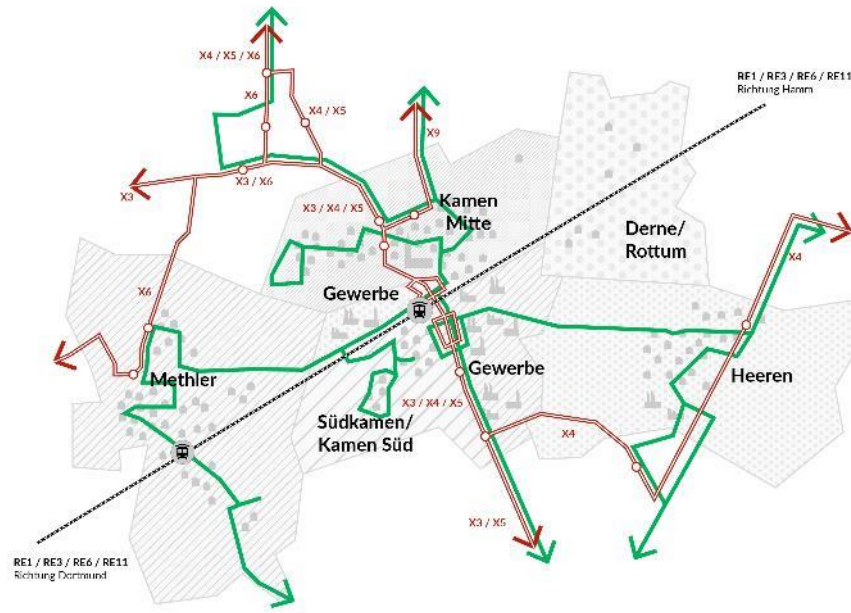 X4 / X5 / X6
RE1 / RE3 / RE6 / RE11
Richtung Hamm
X6
X4 / X5
X9
X3 / X6
X3
X3 / X4 / X5
Kamen
Mitte
Derne/
Rottum
X4
X6
Gewerbe
Methler
Gewerbe
Heeren
X3 / X4 / X5
Südkamen/
Kamen Süd
X4
X3 / X5
RE1 / RE3 / RE6 / RE11
Richtung Dortmund